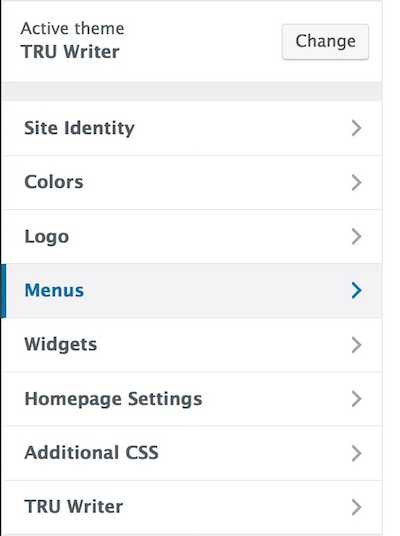 Active theme
TRU Writer
Change
Site Identity
Colors
Logo
Menus
Widgets
Homepage Settings
Additional CSS
TRU Writer